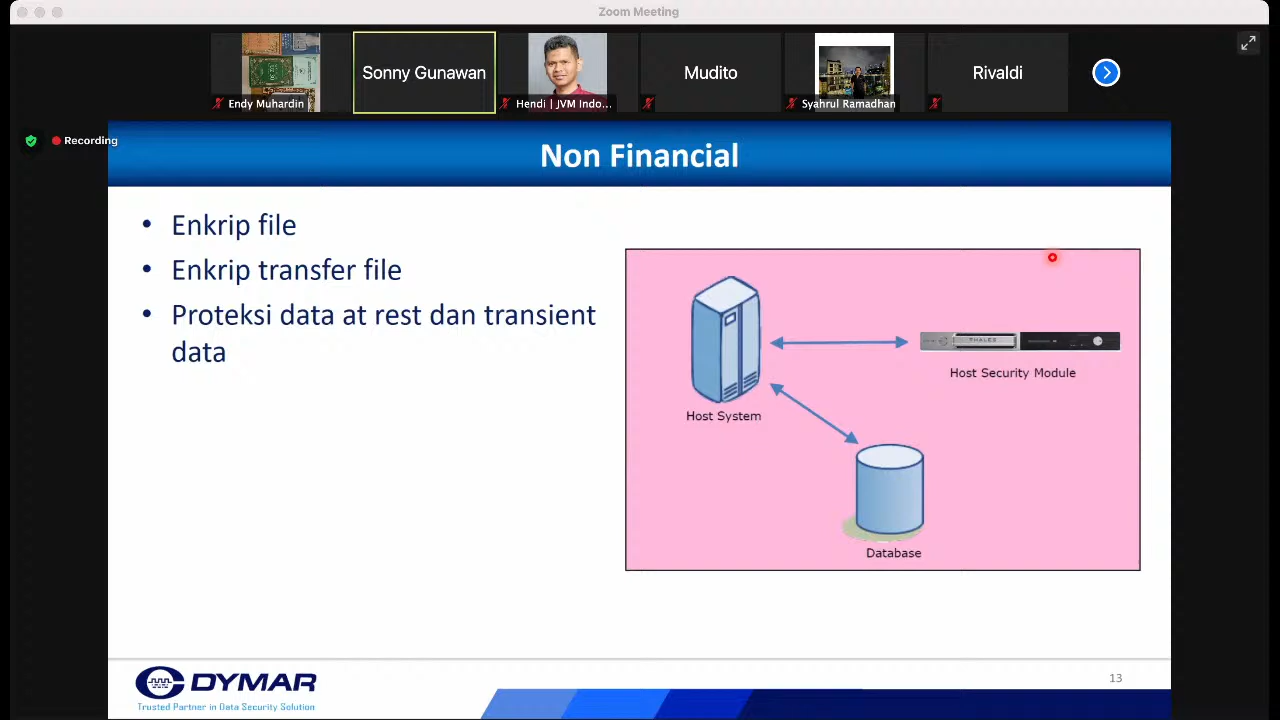 Zoom Meeting
Sonny Gunawan
Mudito
Rivaldi
Endy Muhardin
Hendi | JVM Indo...
Syahrul Ramadhan
Recording
Non Financial
• Enkrip file
• Enkrip transfer file
• Proteksi data at rest dan transient
data
THALES
Host Security Module
Host System
Database
DYMAR
Trusted Partner in Data Security Solution
13